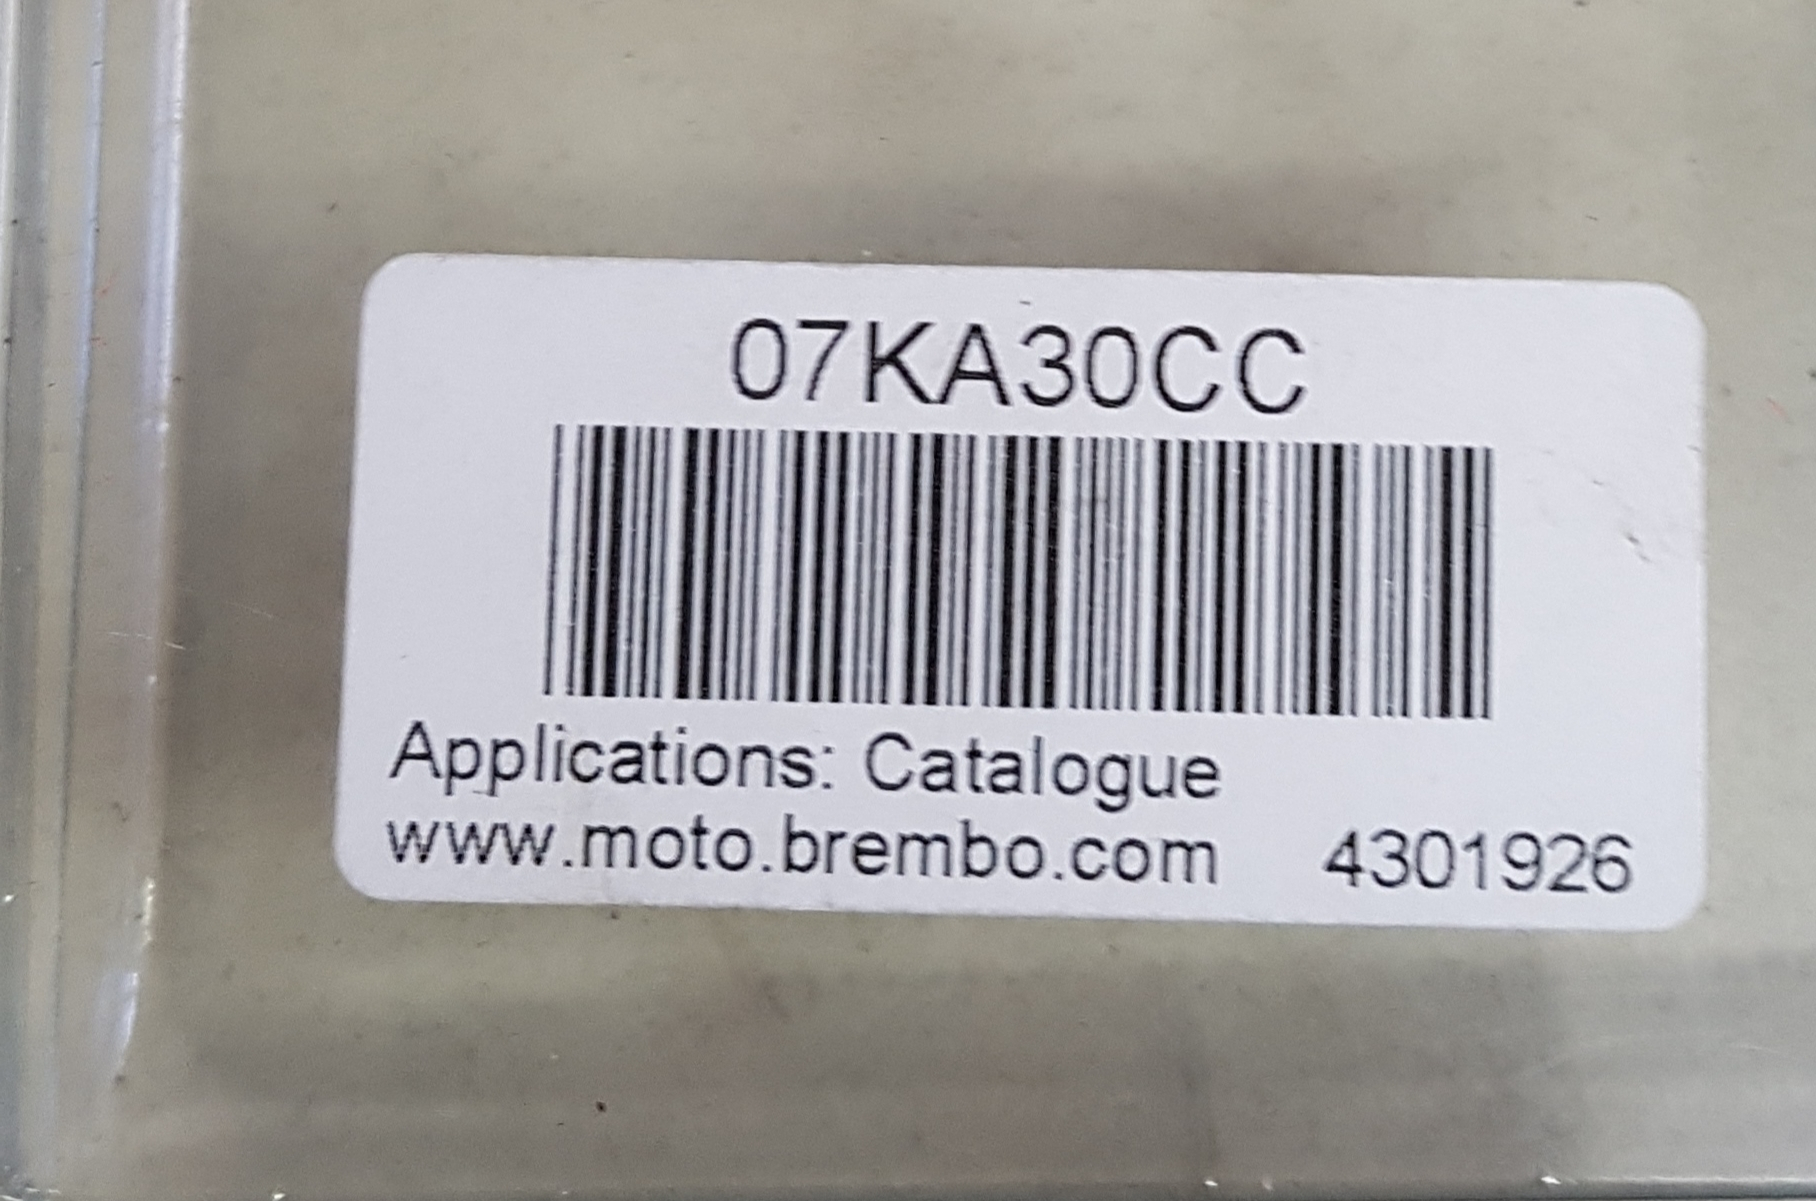 07KA30CC
Applications: Catalogue
www.moto.brembo.com 4301926